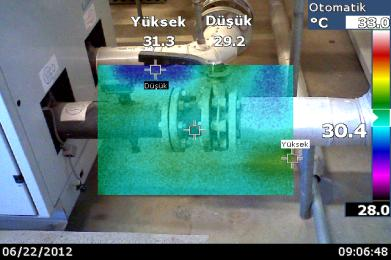 Otomatik
°C 33.0
Yüksek Düşük
31.3 29.2
Düşük
Yüksek
30.4
28.0
06/22/2012 09:06:48